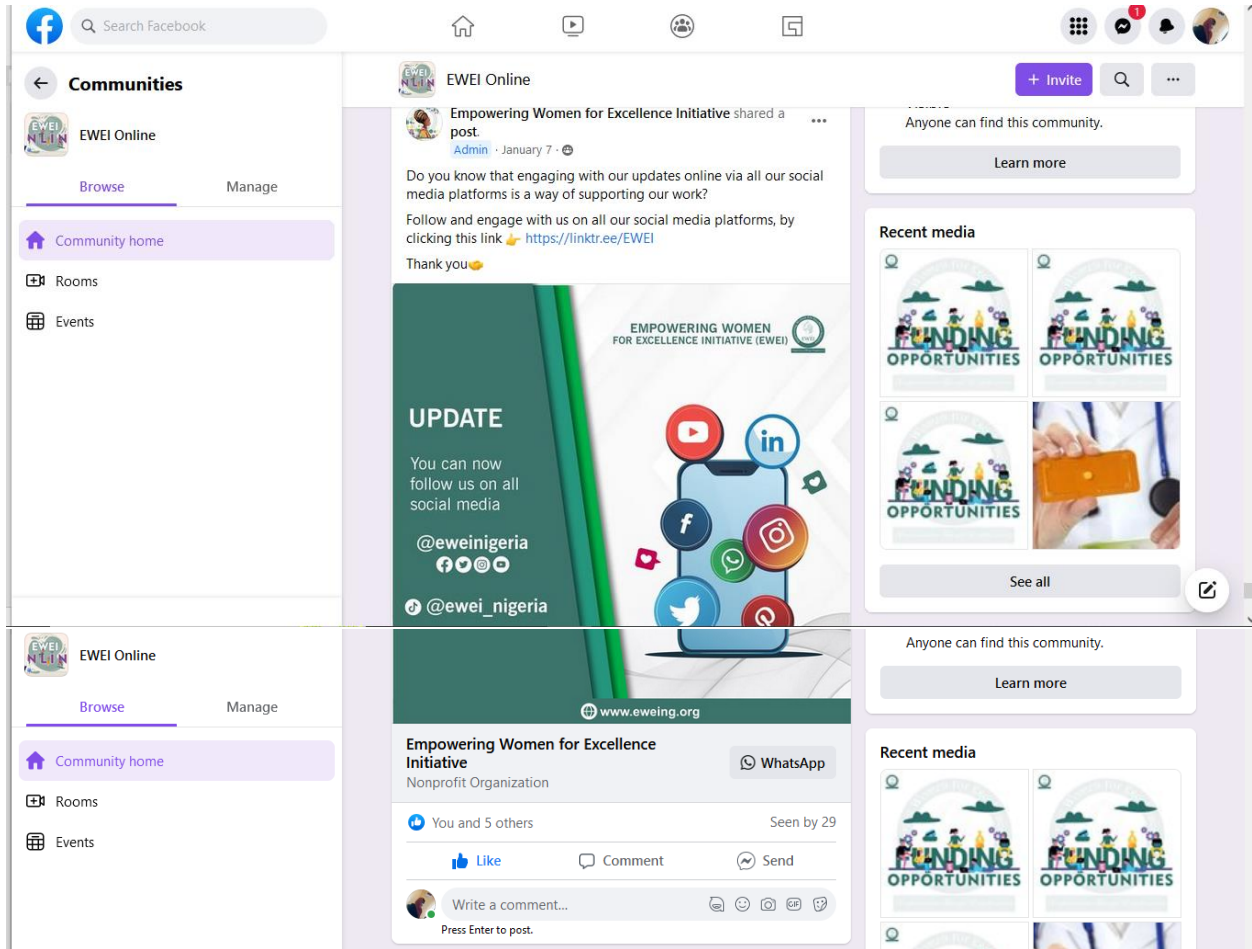 Search Facebook
1
Communities
EWEI Online
Browse
Manage
Community home
Rooms
Events
EWEI Online
+ Invite
Empowering Women for Excellence Initiative shared a
post.
Admin · January 7 ·
Do you know that engaging with our updates online via all our social
media platforms is a way of supporting our work?
Follow and engage with us on all our social media platforms, by
clicking this link 👉 https://linktr.ee/EWEI
Thank you🤝
EMPOWERING WOMEN
FOR EXCELLENCE INITIATIVE (EWEI)
UPDATE
You can now
follow us on all
social media
@eweinigeria
@ewei_nigeria
in
Anyone can find this community.
Learn more
Recent media
FUNDING
OPPORTUNITIES
FUNDING
OPPORTUNITIES
FUNDING
OPPORTUNITIES
See all
EWEI Online
Browse
Manage
Community home
Rooms
Events
www.eweing.org
Empowering Women for Excellence
Initiative
Nonprofit Organization
WhatsApp
You and 5 others
Seen by 29
Like
Comment
Send
Write a comment...
GIF
Press Enter to post.
Anyone can find this community.
Learn more
Recent media
FUNDING
OPPORTUNITIES
FUNDING
OPPORTUNITIES